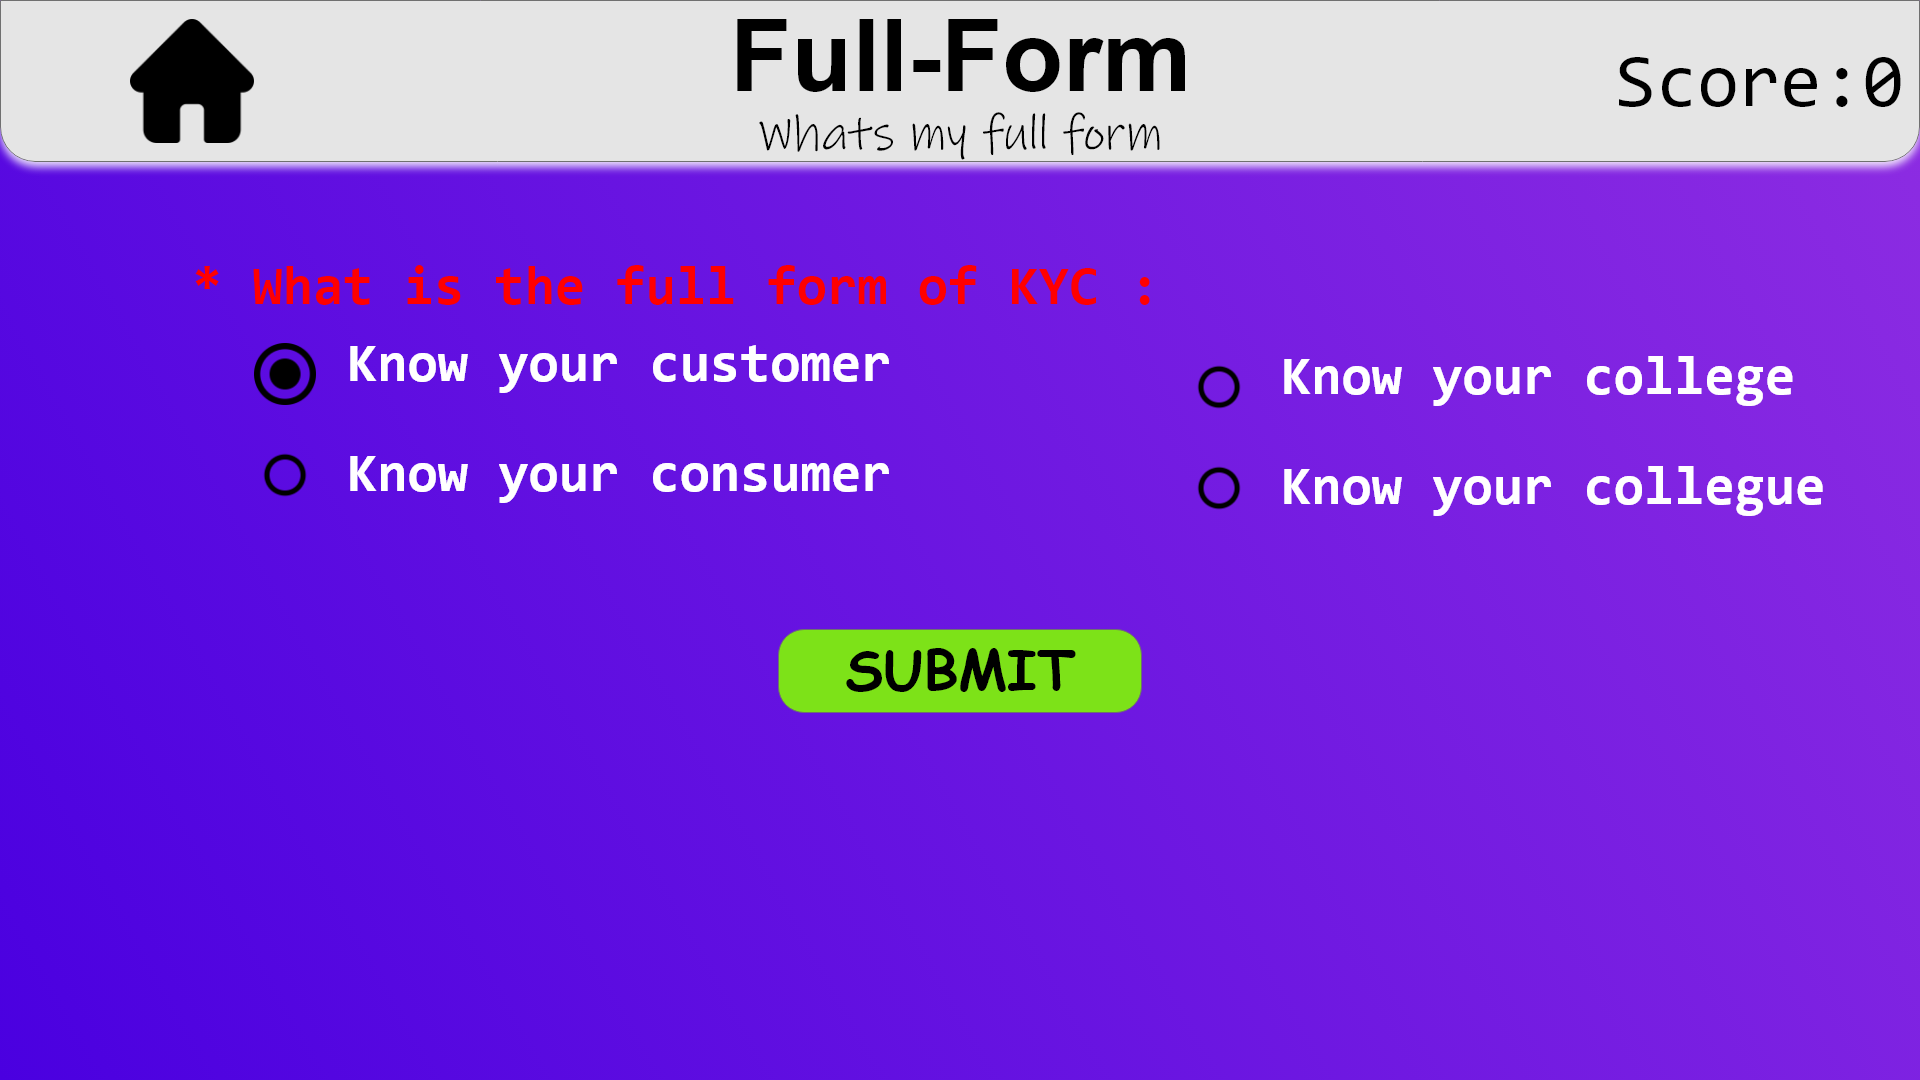 Full-Form
Whats my full form
Score:0
* What is the full form of KYC :
Know your customer
Know your college
Know your consumer
Know your collegue
SUBMIT